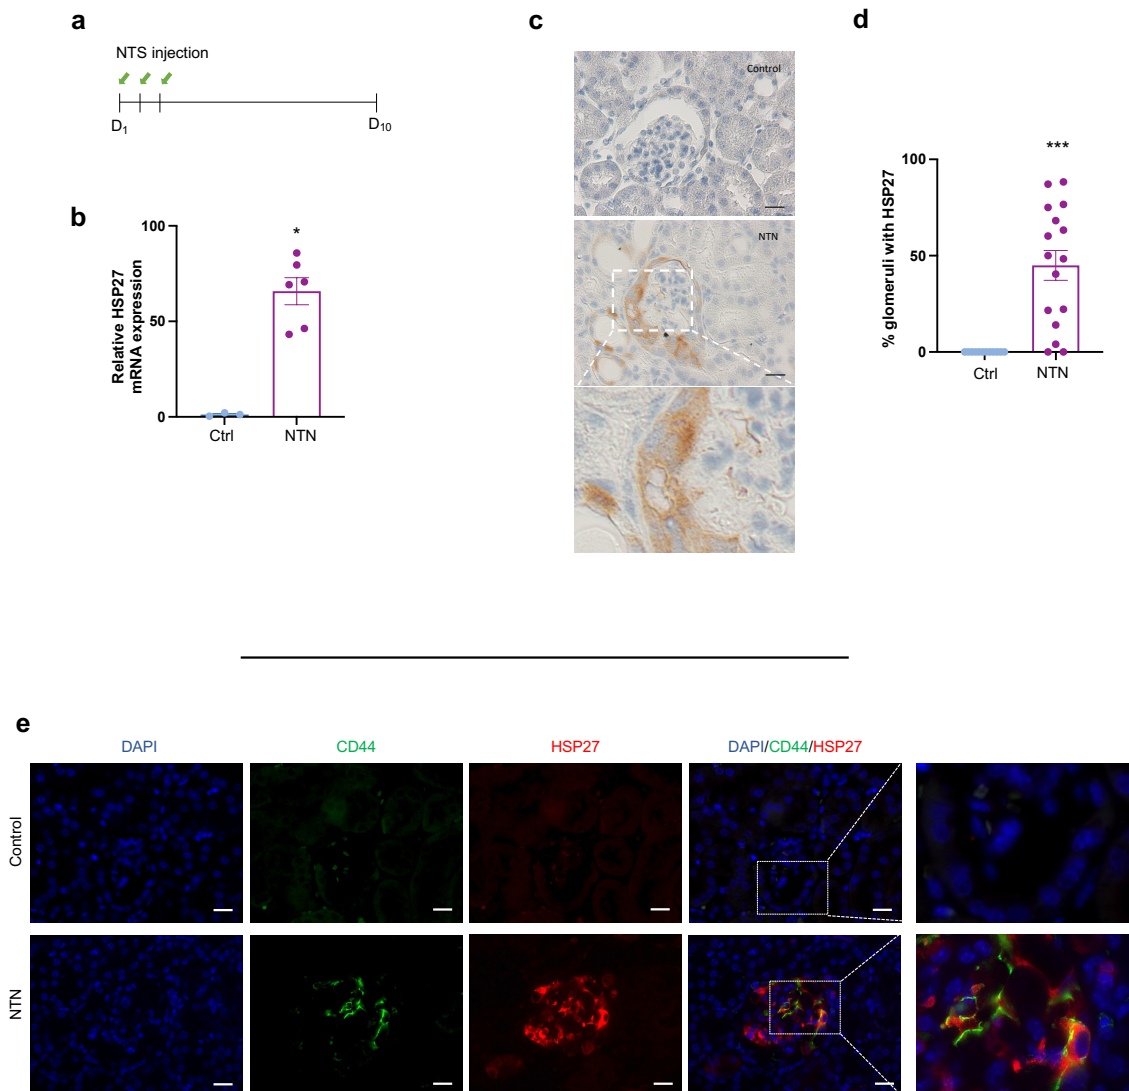 a
NTS injection
D1
D10
b
Relative HSP27
mRNA expression
100
50
0
*
Ctrl
NTN
c
Control
NTN
d
% glomeruli with HSP27
100
50
0
***
Ctrl
NTN
e
DAPI
CD44
HSP27
DAPI/CD44/HSP27
Control
NTN